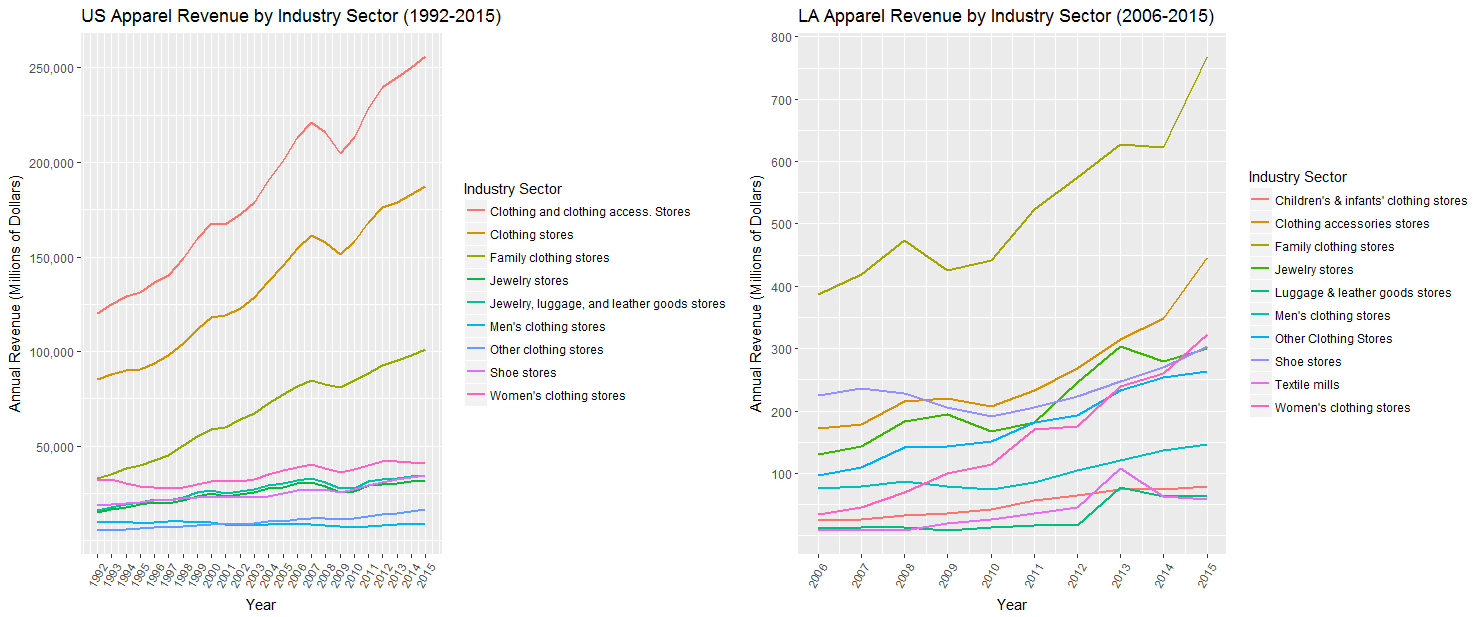 US Apparel Revenue by Industry Sector (1992-2015)
250,000
200,000
150,000
100,000
50,000
Annual Revenue (Millions of Dollars)
1992
1993
1994
1995
1996
1997
1998
1999
2000
2001
2002
2003
2004
2005
2006
2007
2008
2009
2010
2011
2012
2013
2014
2015
Year
Industry Sector
Clothing and clothing access. Stores
Clothing stores
Family clothing stores
Jewelry stores
Jewelry, luggage, and leather goods stores
Men's clothing stores
Other clothing stores
Shoe stores
Women's clothing stores
LA Apparel Revenue by Industry Sector (2006-2015)
800
700
600
500
400
300
200
100
Annual Revenue (Millions of Dollars)
2006
2007
2008
2009
2010
2011
2012
2013
2014
2015
Year
Industry Sector
Children's & infants' clothing stores
Clothing accessories stores
Family clothing stores
Jewelry stores
Luggage & leather goods stores
Men's clothing stores
Other Clothing Stores
Shoe stores
Textile mills
Women's clothing stores